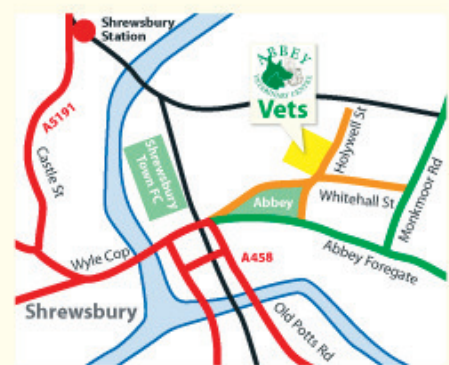 Shrewsbury
Station
ABBEY
VETERINARY CENTRE
Vets
A5191
Castle St
Shrewsbury
Town FC
Holywell St
Abbey
Whitehall St
Monkmoor Rd
Wyle Cop
A458
Abbey Foregate
Shrewsbury
Old Potts Rd